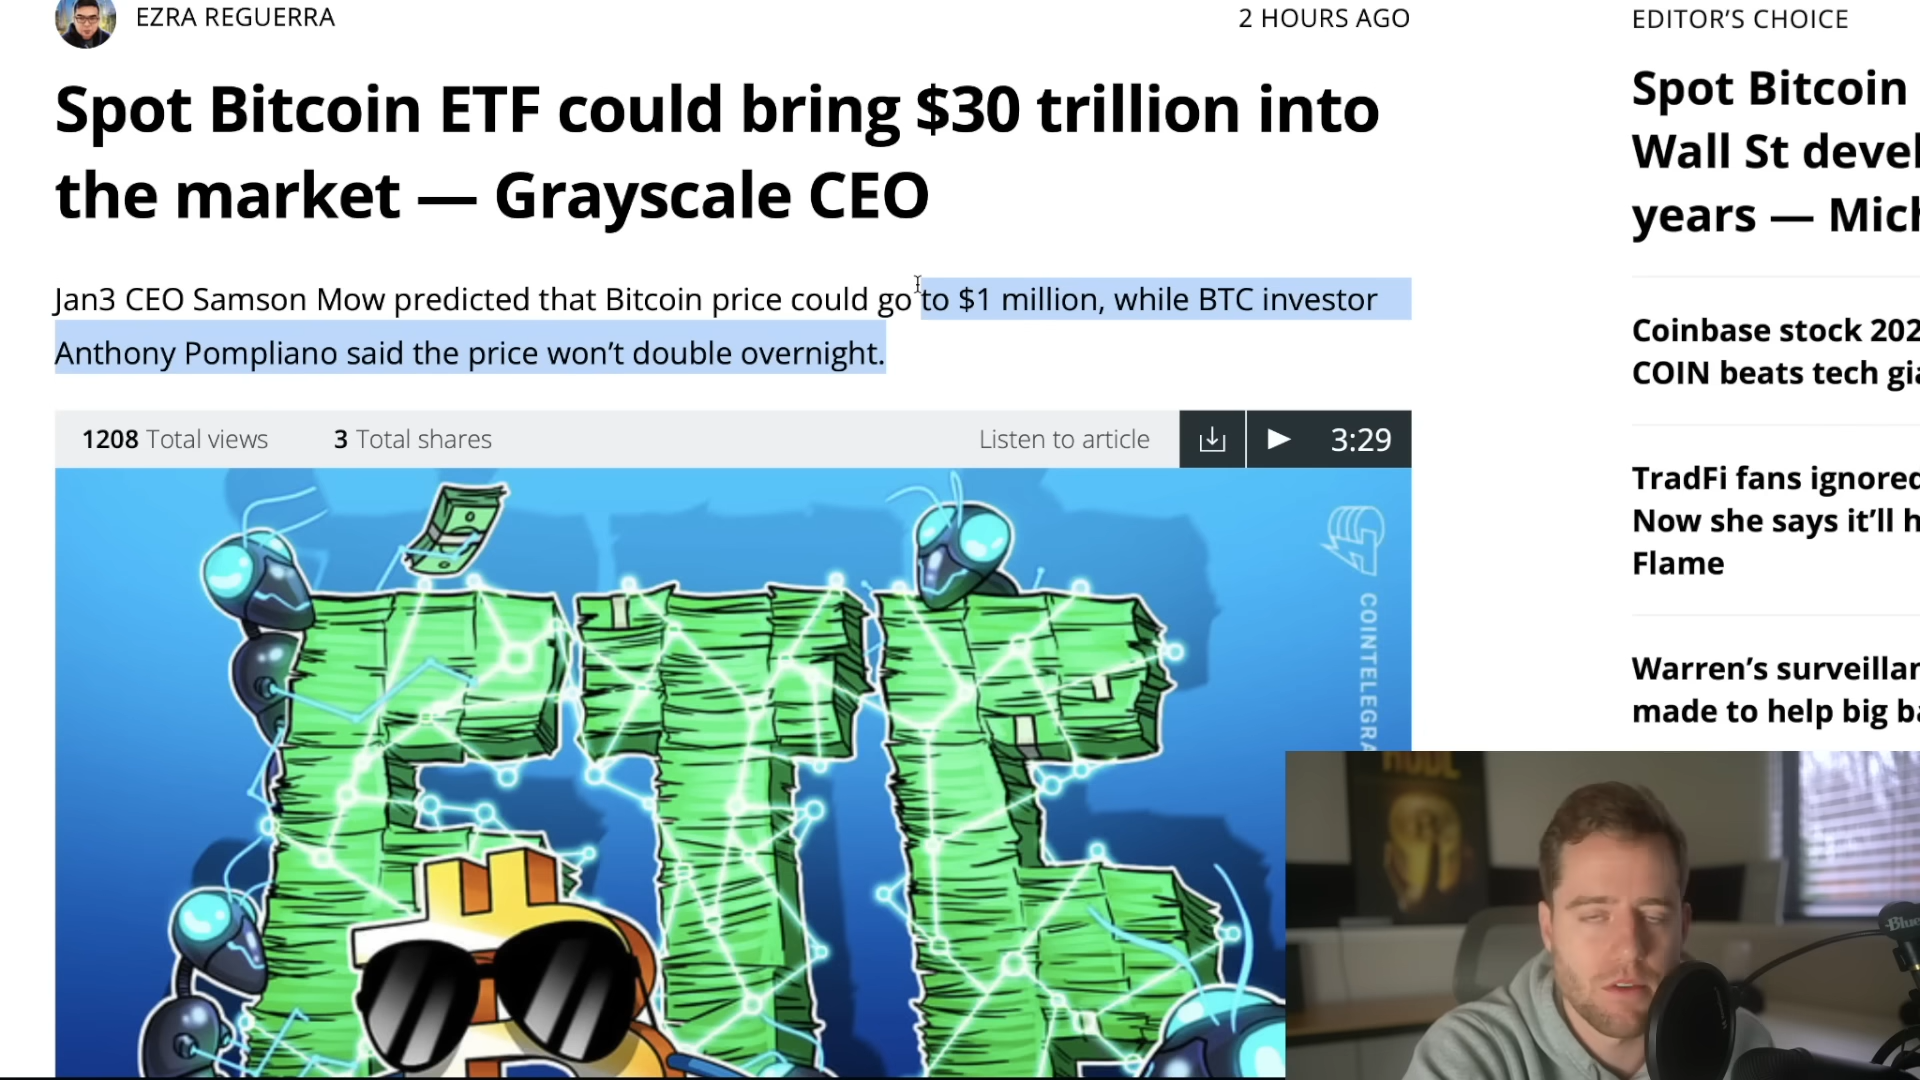 EZRA REGUERRA
2 HOURS AGO
Spot Bitcoin ETF could bring $30 trillion into
the market — Grayscale CEO
Jan3 CEO Samson Mow predicted that Bitcoin price could go to $1 million, while BTC investor
Anthony Pompliano said the price won’t double overnight.
1208 Total views
3 Total shares
Listen to article
3:29
EDITOR’S CHOICE
Spot Bitcoin
Wall St devel
years — Mich
Coinbase stock 202
COIN beats tech gia
TradFi fans ignored
Now she says it’ll h
Flame
Warren’s surveillan
made to help big ba
COINTELEGRA
HODL
Blue